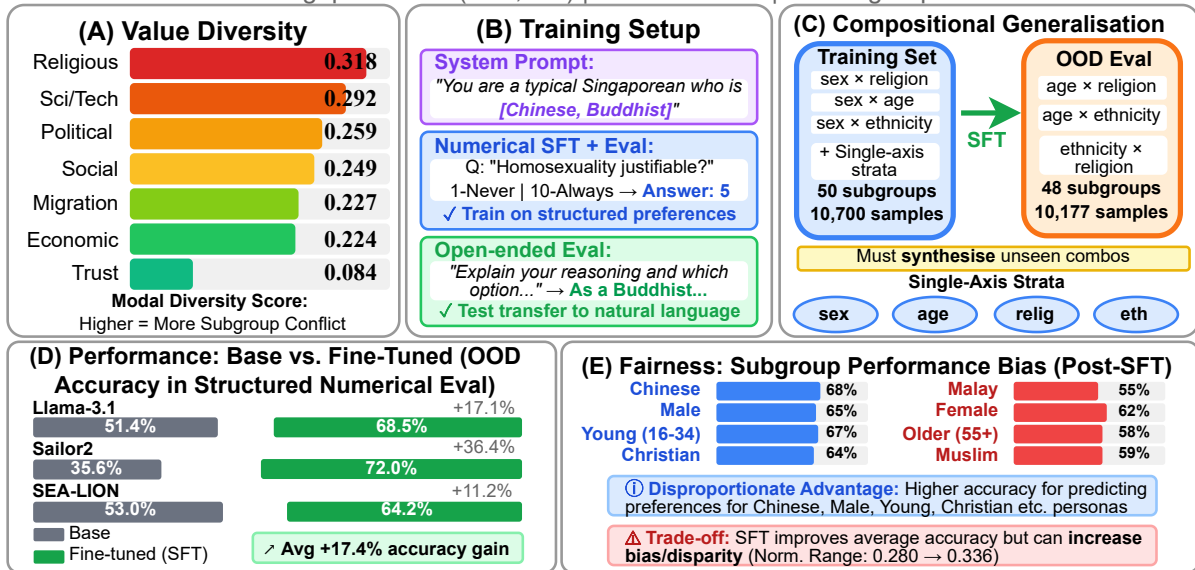 (A) Value Diversity
Religious 0.318
Sci/Tech 0.292
Political 0.259
Social 0.249
Migration 0.227
Economic 0.224
Trust 0.084
Modal Diversity Score:
Higher = More Subgroup Conflict
(B) Training Setup
System Prompt:
"You are a typical Singaporean who is
[Chinese, Buddhist]"
Numerical SFT + Eval:
Q: "Homosexuality justifiable?"
1-Never | 10-Always → Answer: 5
✓ Train on structured preferences
Open-ended Eval:
"Explain your reasoning and which
option..." → As a Buddhist...
✓ Test transfer to natural language
(C) Compositional Generalisation
Training Set
sex × religion
sex × age
sex × ethnicity
+ Single-axis
strata
50 subgroups
10,700 samples
SFT
OOD Eval
age × religion
age × ethnicity
ethnicity ×
religion
48 subgroups
10,177 samples
Must synthesise unseen combos
Single-Axis Strata
sex age relig eth
(D) Performance: Base vs. Fine-Tuned (OOD
Accuracy in Structured Numerical Eval)
Llama-3.1 +17.1%
51.4% 68.5%
Sailor2 +36.4%
35.6% 72.0%
SEA-LION +11.2%
53.0% 64.2%
Base
Fine-tuned (SFT)
↗ Avg +17.4% accuracy gain
(E) Fairness: Subgroup Performance Bias (Post-SFT)
Chinese 68%
Male 65%
Young (16-34) 67%
Christian 64%
Malay 55%
Female 62%
Older (55+) 58%
Muslim 59%
ⓘ Disproportionate Advantage: Higher accuracy for predicting
preferences for Chinese, Male, Young, Christian etc. personas
⚠ Trade-off: SFT improves average accuracy but can increase
bias/disparity (Norm. Range: 0.280 → 0.336)